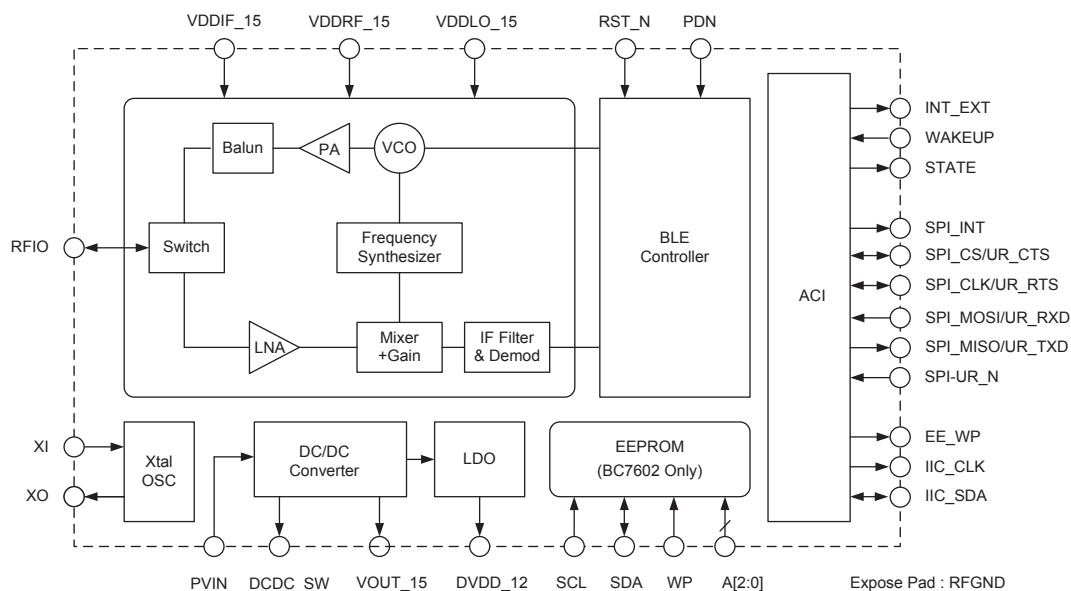 VDDIF_15
VDDRF_15
VDDLO_15
RST_N
PDN
Balun
PA
VCO
RFIO
Switch
Frequency
Synthesizer
BLE
Controller
LNA
Mixer
+Gain
IF Filter
& Demod
ACI
INT_EXT
WAKEUP
STATE
SPI_INT
SPI_CS/UR_CTS
SPI_CLK/UR_RTS
SPI_MOSI/UR_RXD
SPI_MISO/UR_TXD
SPI-UR_N
EE_WP
IIC_CLK
IIC_SDA
XI
XO
Xtal
OSC
DC/DC
Converter
LDO
EEPROM
(BC7602 Only)
PVIN
DCDC_SW
VOUT_15
DVDD_12
SCL
SDA
WP
A[2:0]
Expose Pad : RFGND